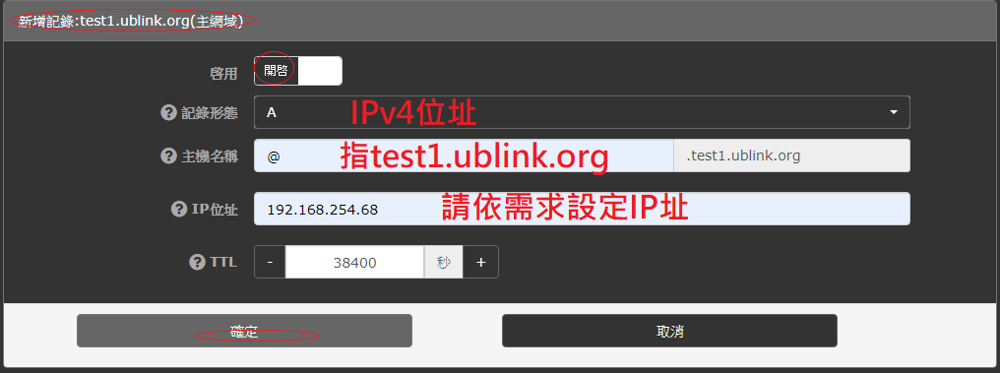 新增記錄:test1.ublink.org(主網域)
啓用 開啓
記錄形態 A IPv4位址
主機名稱 @ 指test1.ublink.org .test1.ublink.org
IP位址 192.168.254.68 請依需求設定IP址
TTL - 38400 秒 +
確定 取消